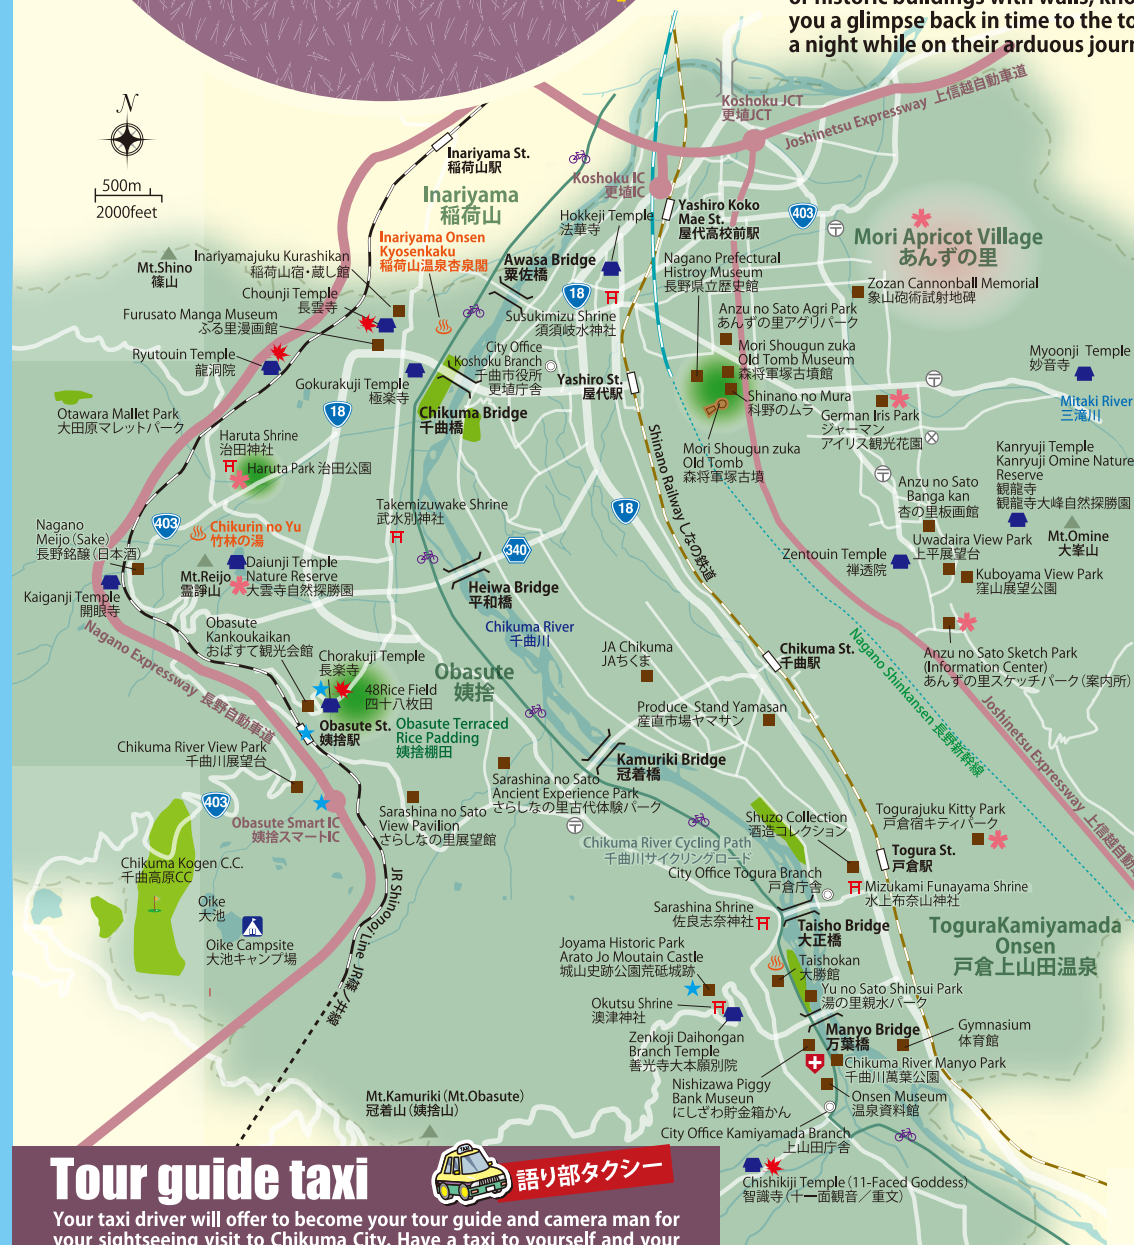 of historic buildings with walls,
you a glimpse back in time to the
a night while on their arduous
N
500m
2000feet
Koshoku JCT
更埴JCT
Joshinetsu Expressway 上信越自動車道
Inariyama St.
稲荷山駅
Koshoku IC
更埴IC
Inariyama
稲荷山
Hokkeji Temple
法華寺
Yashiro Koko
Mae St.
屋代高校前駅
403
Mori Apricot Village
あんずの里
Inariyama Onsen
Kyosenkaku
稲荷山温泉杏泉閣
Inariyamajuku Kurashikan
稲荷山宿・蔵し館
Mt.Shino
篠山
Awasa Bridge
粟佐橋
Nagano Prefectural
Histroy Museum
長野県立歴史館
Zozan Cannonball Memorial
象山砲術試射地碑
Chounji Temple
長雲寺
18
Furusato Manga Museum
ふる里漫画館
Susukimizu Shrine
須須岐水神社
Anzu no Sato Agri Park
あんずの里アグリパーク
Ryutouin Temple
龍洞院
City Office
Koshoku Branch
千曲市役所
更埴庁舎
Mori Shougun zuka
Old Tomb Museum
森将軍塚古墳館
Myoonji Temple
妙音寺
Gokurakuji Temple
極楽寺
Yashiro St.
屋代駅
Shinano no Mura
科野のムラ
Mitaki River
三滝川
Otawara Mallet Park
大田原マレットパーク
18
Chikuma Bridge
千曲橋
German Iris Park
ジャーマン
アイリス観光花園
Haruta Shrine
治田神社
Haruta Park 治田公園
Shinano Railway しなの鉄道
Mori Shougun zuka
Old Tomb
森将軍塚古墳
Kanryuji Temple
Kanryuji Omine Nature
Reserve
観龍寺
観龍寺大峰自然探勝園
Anzu no Sato
Banga kan
杏の里板画館
Takemizuwake Shrine
武水別神社
18
Nagano
Meijo(Sake)
長野銘醸(日本酒)
403
Chikurin no Yu
竹林の湯
Mt.Omine
大峯山
Uwadaira View Park
上平展望台
340
Zentouin Temple
禅透院
Daiunji Temple
Nature Reserve
大雲寺自然探勝園
Mt.Reijo
霊諍山
Kuboyama View Park
窪山展望公園
Kaiganji Temple
開眼寺
Heiwa Bridge
平和橋
Obasute
Kankoukaikan
おばすて観光会館
Chikuma River
千曲川
Nagano Expressway 長野自動車道
Chorakuji Temple
長楽寺
JA Chikuma
JAちくま
Chikuma St.
千曲駅
Nagano Shinkansen 長野新幹線
Anzu no Sato Sketch Park
(Information Center)
あんずの里スケッチパーク(案内所)
Obasute
姨捨
48Rice Field
四十八枚田
Joshinetsu Expressway 上信越自動車
Produce Stand Yamasan
産直市場ヤマサン
Obasute St.
姨捨駅
Obasute Terraced
Rice Padding
姨捨棚田
Chikuma River View Park
千曲川展望台
Kamuriki Bridge
冠着橋
Sarashina no Sato
Ancient Experience Park
さらしなの里古代体験パーク
403
Obasute Smart IC
姨捨スマートIC
Sarashina no Sato
View Pavilion
さらしなの里展望館
Shuzo Collection
酒造コレクション
Togurajuku Kitty Park
戸倉宿キティパーク
Chikuma River Cycling Path
千曲川サイクリングロード
Togura St.
戸倉駅
Chikuma Kogen C.C.
千曲高原CC
City Office Togura Branch
戸倉庁舎
JR Shinonoi Line JR篠ノ井線
Mizukami Funayama Shrine
水上布奈山神社
Oike
大池
Sarashina Shrine
佐良志奈神社
Taisho Bridge
大正橋
ToguraKamiyamada
Onsen
戸倉上山田温泉
Oike Campsite
大池キャンプ場
Joyama Historic Park
Arato Jo Moutain Castle
城山史跡公園荒砥城跡
Taishokan
大勝館
Yu no Sato Shinsui Park
湯の里親水パーク
Okutsu Shrine
澳津神社
Manyo Bridge
万葉橋
Gymnasium
体育館
Zenkoji Daihongan
Branch Temple
善光寺大本願別院
Chikuma River Manyo Park
千曲川萬葉公園
Nishizawa Piggy
Bank Museun
にしざわ貯金箱かん
Onsen Museum
温泉資料館
Mt.Kamuriki(Mt.Obasute)
冠着山(姨捨山)
City Office Kamiyamada Branch
上山田庁舎
Chishikiji Temple(11-Faced Goddess)
智識寺(十一面観音／重文)
Tour guide taxi
TAXI
語り部タクシー
Your taxi driver will offer to become your tour guide and camera man for
your sightseeing visit to Chikuma City. Have a taxi to yourself and your